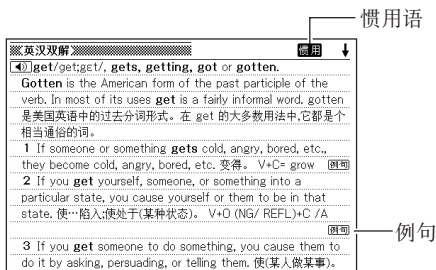 惯用语
英汉双解 惯用
get/get;get/, gets, getting, got or gotten.
Gotten is the American form of the past participle of the
verb. In most of its uses get is a fairly informal word. gotten
是美国英语中的过去分词形式。在 get 的大多数用法中,它都是个
相当通俗的词。
1 If someone or something gets cold, angry, bored, etc.,
they become cold, angry, bored, etc. 变得。 V+C= grow 例句
2 If you get yourself, someone, or something into a
particular state, you cause yourself or them to be in that
state. 使…陷入;使处于(某种状态)。 V+O (NG/ REFL)+C /A
例句
例句
3 If you get someone to do something, you cause them to
do it by asking, persuading, or telling them. 使(某人做某事)。